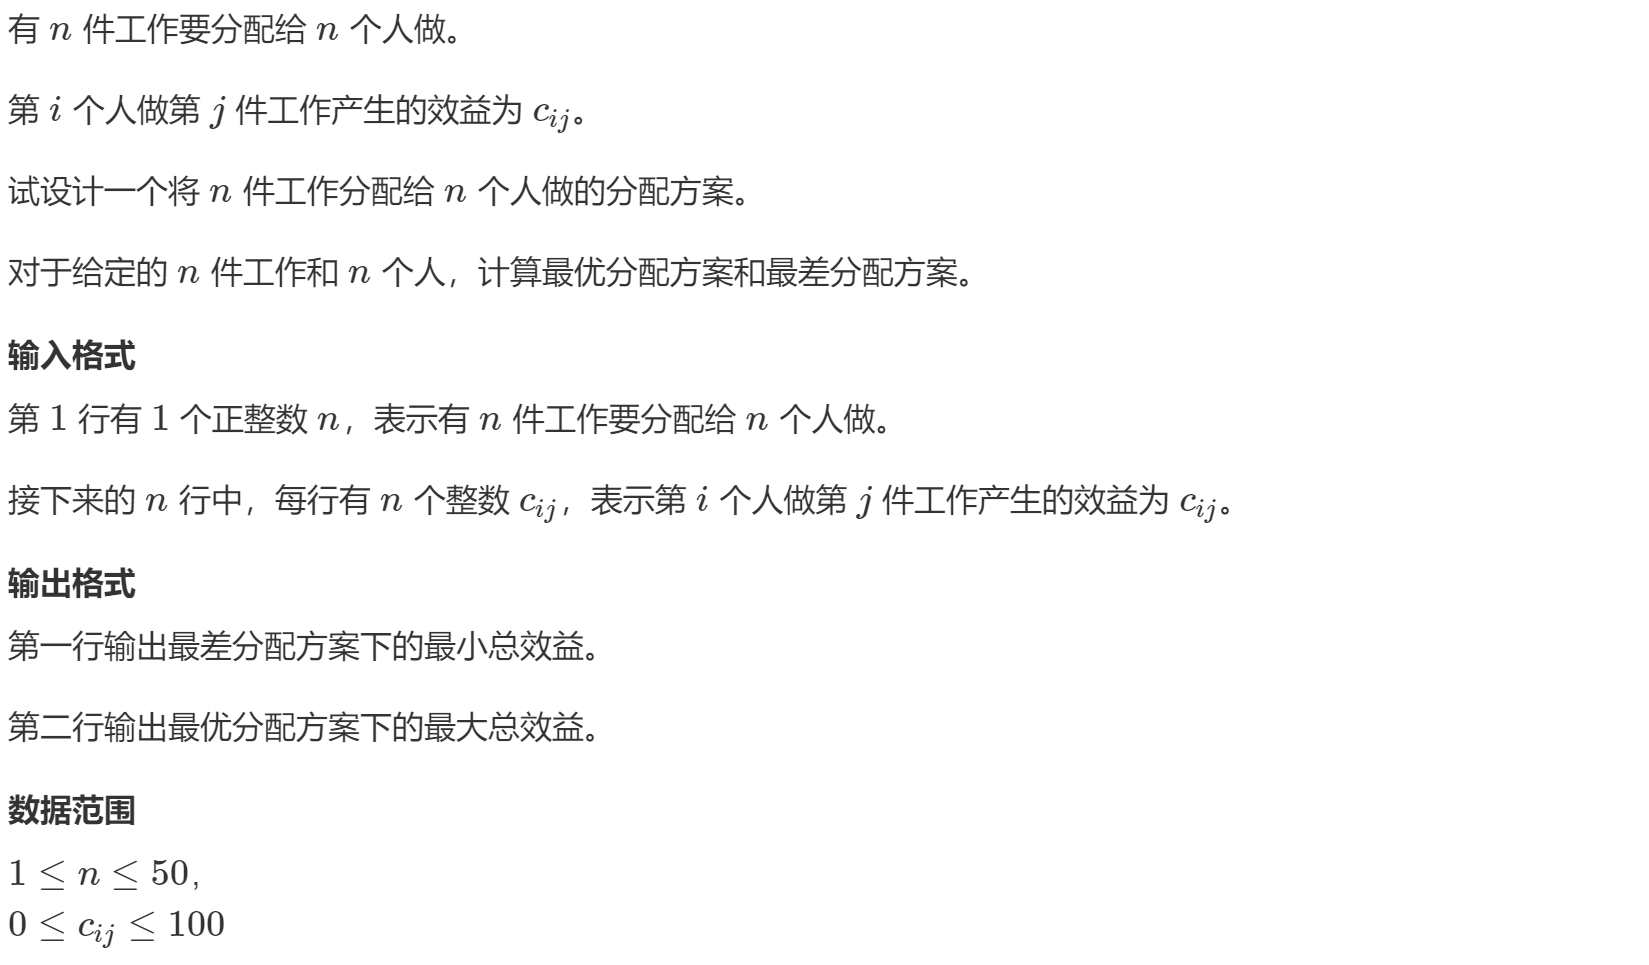 有 n 件工作要分配给 n 个人做。
第 i 个人做第 j 件工作产生的效益为 c_{ij}。
试设计一个将 n 件工作分配给 n 个人做的分配方案。
对于给定的 n 件工作和 n 个人，计算最优分配方案和最差分配方案。
输入格式
第 1 行有 1 个正整数 n，表示有 n 件工作要分配给 n 个人做。
接下来的 n 行中，每行有 n 个整数 c_{ij}，表示第 i 个人做第 j 件工作产生的效益为 c_{ij}。
输出格式
第一行输出最差分配方案下的最小总效益。
第二行输出最优分配方案下的最大总效益。
数据范围
1 ≤ n ≤ 50,
0 ≤ c_{ij} ≤ 100